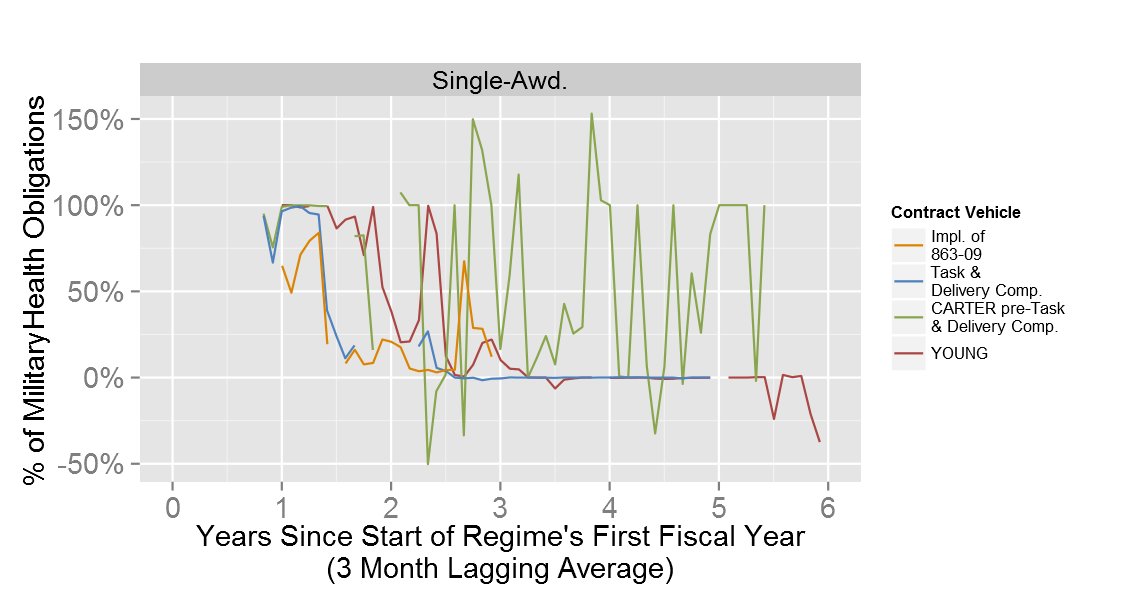 Single-Awd.
% of MilitaryHealth Obligations
150%
100%
50%
0%
-50%
0 1 2 3 4 5 6
Years Since Start of Regime's First Fiscal Year
(3 Month Lagging Average)
Contract Vehicle
Impl. of
863-09
Task &
Delivery Comp.
CARTER pre-Task
& Delivery Comp.
YOUNG